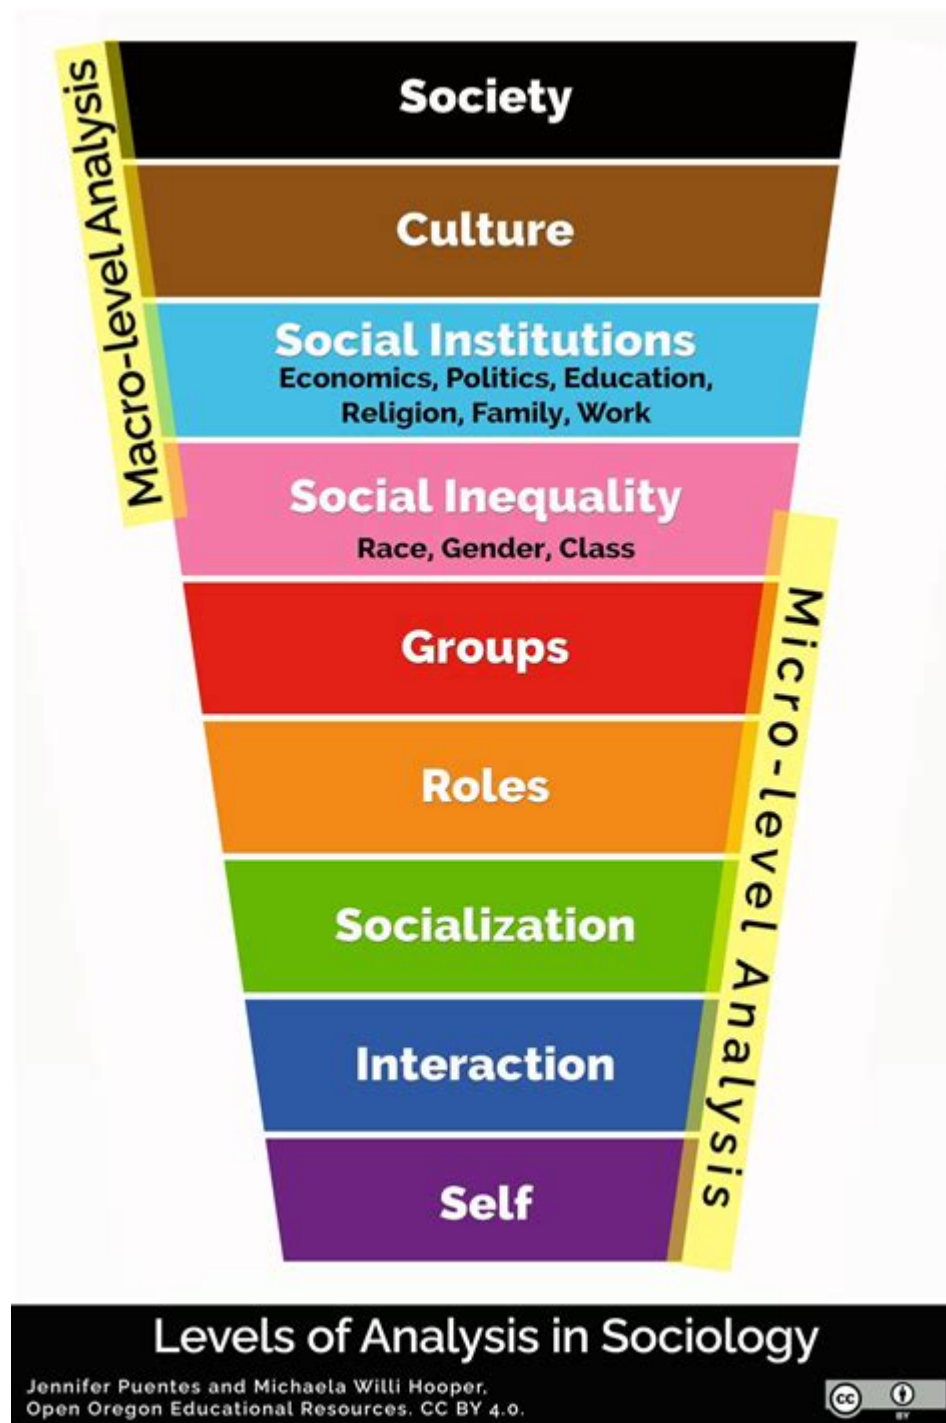 Macro-level Analysis
Society
Culture
Social Institutions
Economics, Politics, Education,
Religion, Family, Work
Social Inequality
Race, Gender, Class
Micro-level Analysis
Groups
Roles
Socialization
Interaction
Self
Levels of Analysis in Sociology
Jennifer Puentes and Michaela Willi Hooper,
Open Oregon Educational Resources. CC BY 4.0.
cc
BY